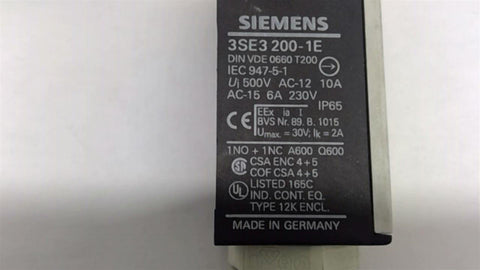 SIEMENS
3SE3 200-1E
DIN VDE 0660 T200
IEC 947-5-1
Ui 500V AC-12 10A
AC-15 6A 230V
IP65
CE EEx ia I
BVS Nr. 89. B. 1015
Umax. = 30V; Ik = 2A
1NO + 1NC A600 Q600
CSA ENC 4+5
COF CSA 4+5
UL LISTED 165C
IND. CONT. EQ.
TYPE 12K ENCL.
MADE IN GERMANY